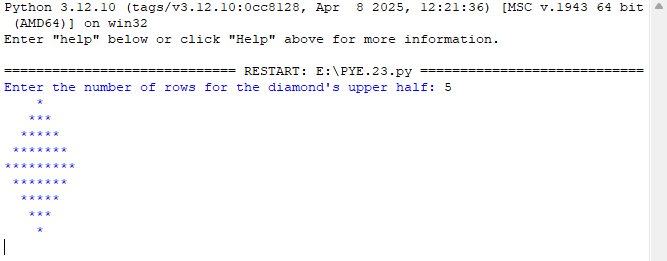 Python 3.12.10 (tags/v3.12.10:0cc8128, Apr  8 2025, 12:21:36) [MSC v.1943 64 bit
 (AMD64)] on win32
Enter "help" below or click "Help" above for more information.

============================= RESTART: E:\PYE.23.py ============================
Enter the number of rows for the diamond's upper half: 5
    *
   ***
  *****
 *******
*********
 *******
  *****
   ***
    *